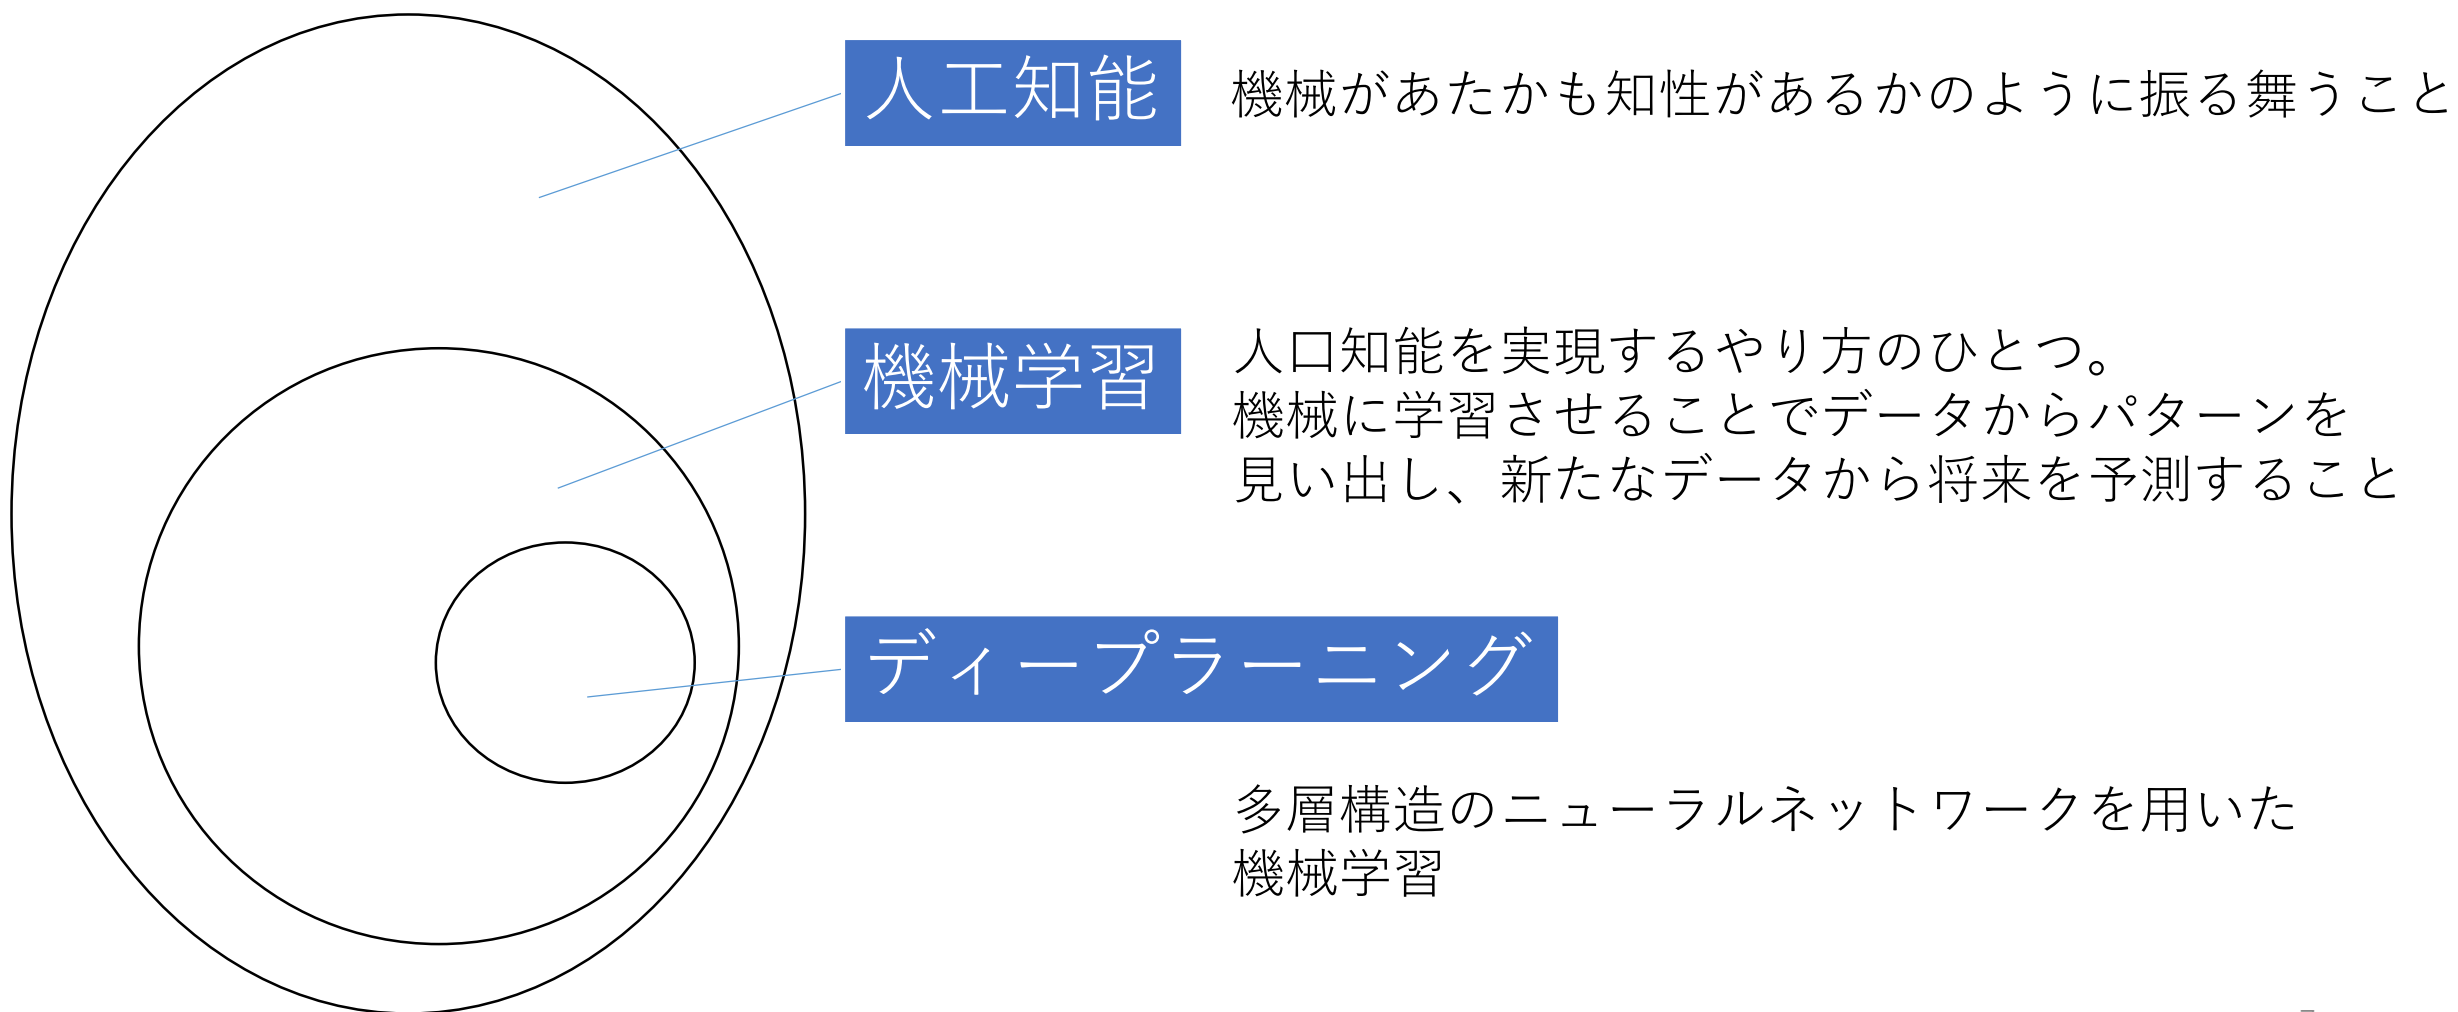 人工知能
機械があたかも知性があるかのように振る舞うこと
機械学習
人口知能を実現するやり方のひとつ。
機械に学習させることでデータからパターンを
見い出し、新たなデータから将来を予測すること
ディープラーニング
多層構造のニューラルネットワークを用いた
機械学習